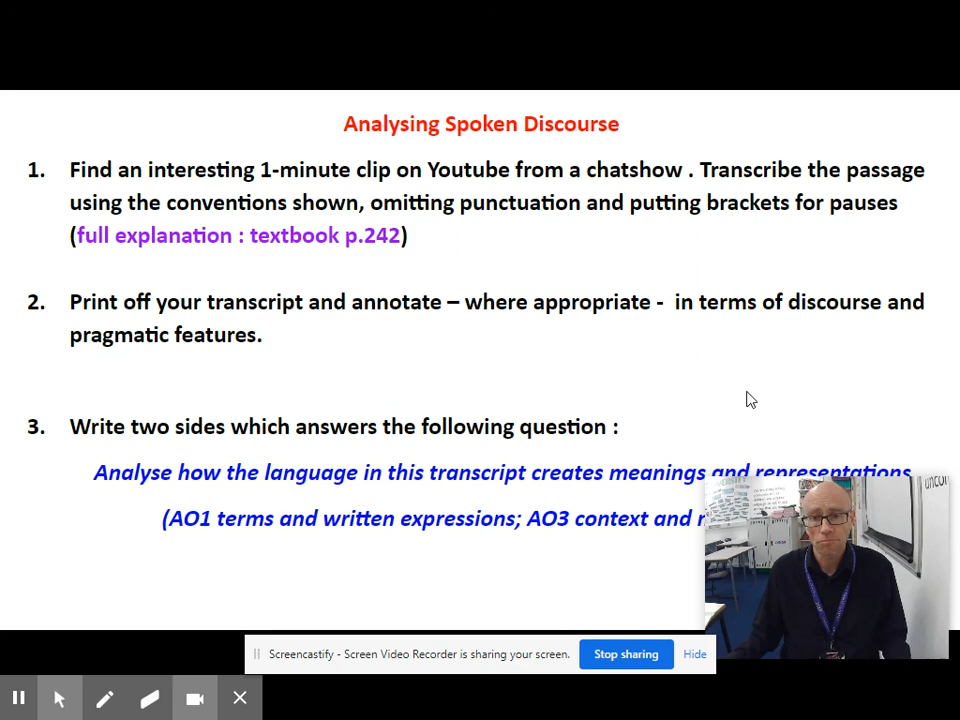 Analysing Spoken Discourse
1. Find an interesting 1-minute clip on Youtube from a chatshow . Transcribe the passage
using the conventions shown, omitting punctuation and putting brackets for pauses
(full explanation : textbook p.242)
2. Print off your transcript and annotate – where appropriate - in terms of discourse and
pragmatic features.
3. Write two sides which answers the following question :
Analyse how the language in this transcript creates meanings and representations
(AO1 terms and written expressions; AO3 context and
Screencastify - Screen Video Recorder is sharing your screen.
Stop sharing
Hide